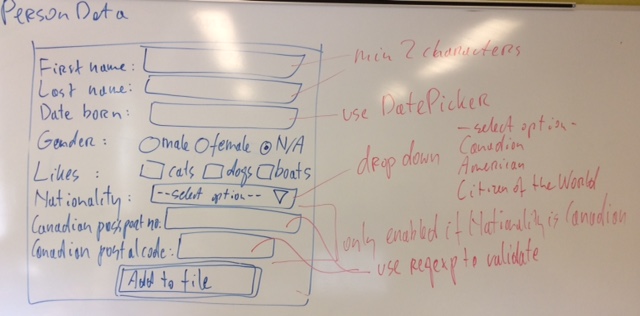 PersonData
First name: min 2 characters
Last name:
Date born: use DatePicker
Gender: male female N/A
Likes: cats dogs boats
Nationality: --select option-- drop down
--select option-
Canadian
American
Citizen of the World
Canadian passport no.: only enabled if Nationality is Canadian
Canadian postal code: use regexp to validate
Add to file